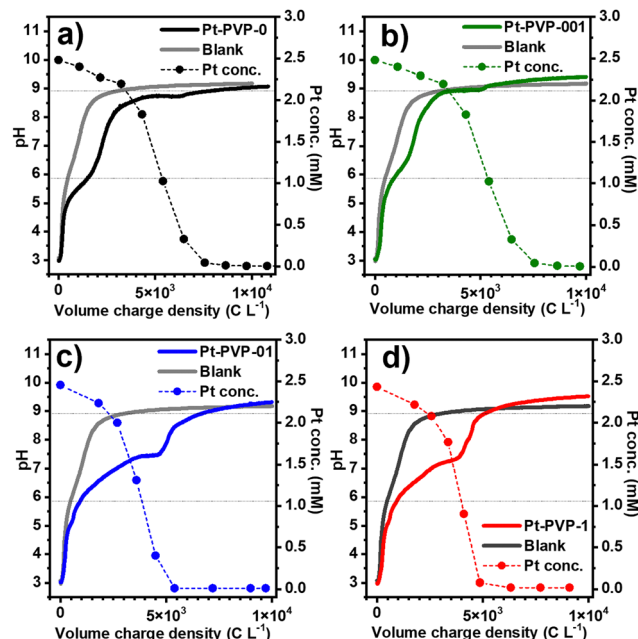 a)
Pt-PVP-0
Blank
Pt conc.
11
10
9
8
7
6
5
4
3
pH
3.0
2.5
2.0
1.5
1.0
0.5
0.0
Pt conc. (mM)
0
5×10³
1×10⁴
Volume charge density (C L⁻¹)
b)
Pt-PVP-001
Blank
Pt conc.
11
10
9
8
7
6
5
4
3
pH
3.0
2.5
2.0
1.5
1.0
0.5
0.0
Pt conc. (mM)
0
5×10³
1×10⁴
Volume charge density (C L⁻¹)
c)
Pt-PVP-01
Blank
Pt conc.
11
10
9
8
7
6
5
4
3
pH
3.0
2.5
2.0
1.5
1.0
0.5
0.0
Pt conc. (mM)
0
5×10³
1×10⁴
Volume charge density (C L⁻¹)
d)
Pt-PVP-1
Blank
Pt conc.
11
10
9
8
7
6
5
4
3
pH
3.0
2.5
2.0
1.5
1.0
0.5
0.0
Pt conc. (mM)
0
5×10³
1×10⁴
Volume charge density (C L⁻¹)